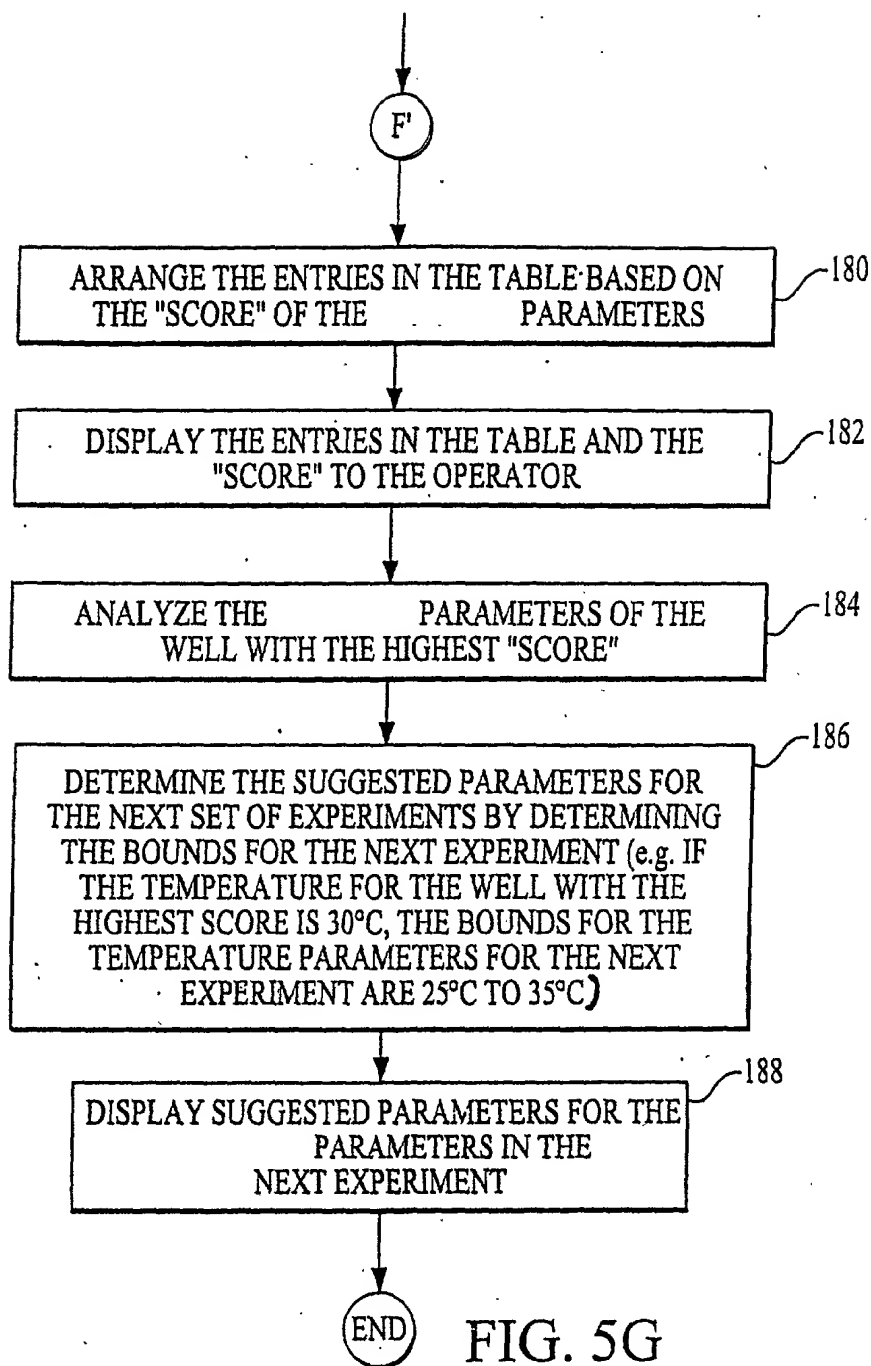 F'
ARRANGE THE ENTRIES IN THE TABLE BASED ON
THE "SCORE" OF THE PARAMETERS
180
DISPLAY THE ENTRIES IN THE TABLE AND THE
"SCORE" TO THE OPERATOR
182
ANALYZE THE PARAMETERS OF THE
WELL WITH THE HIGHEST "SCORE"
184
186
DETERMINE THE SUGGESTED PARAMETERS FOR
THE NEXT SET OF EXPERIMENTS BY DETERMINING
THE BOUNDS FOR THE NEXT EXPERIMENT (e.g. IF
THE TEMPERATURE FOR THE WELL WITH THE
HIGHEST SCORE IS 30°C, THE BOUNDS FOR THE
TEMPERATURE PARAMETERS FOR THE NEXT
EXPERIMENT ARE 25°C TO 35°C)
188
DISPLAY SUGGESTED PARAMETERS FOR THE
PARAMETERS IN THE
NEXT EXPERIMENT
END
FIG. 5G